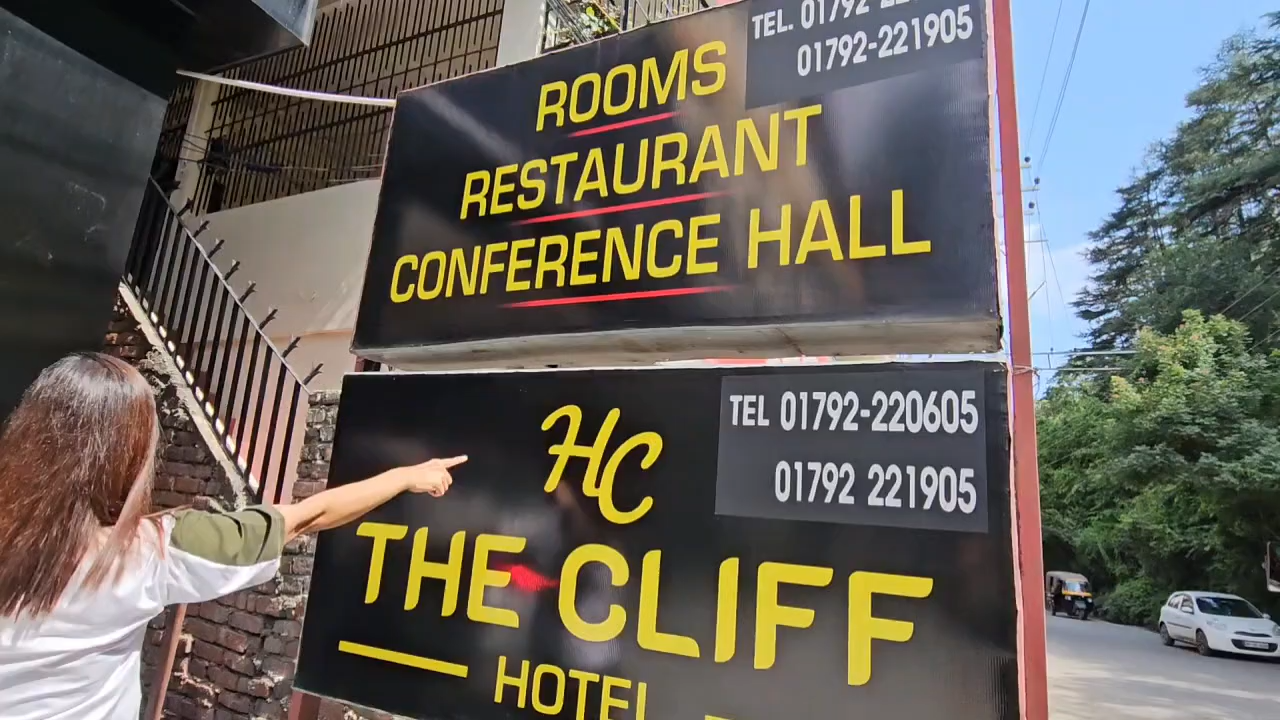 TEL. 01792-22
01792-221905
ROOMS
RESTAURANT
CONFERENCE HALL
HC
TEL 01792-220605
01792 221905
THE CLIFF
HOTEL